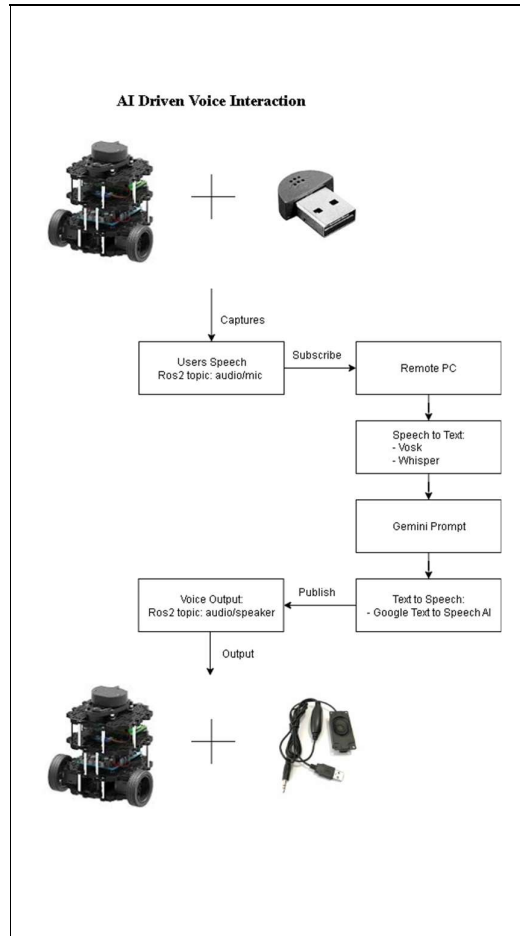 AI Driven Voice Interaction
Captures
Users Speech
Ros2 topic: audio/mic
Subscribe
Remote PC
Speech to Text:
- Vosk
- Whisper
Gemini Prompt
Text to Speech:
- Google Text to Speech AI
Publish
Voice Output:
Ros2 topic: audio/speaker
Output